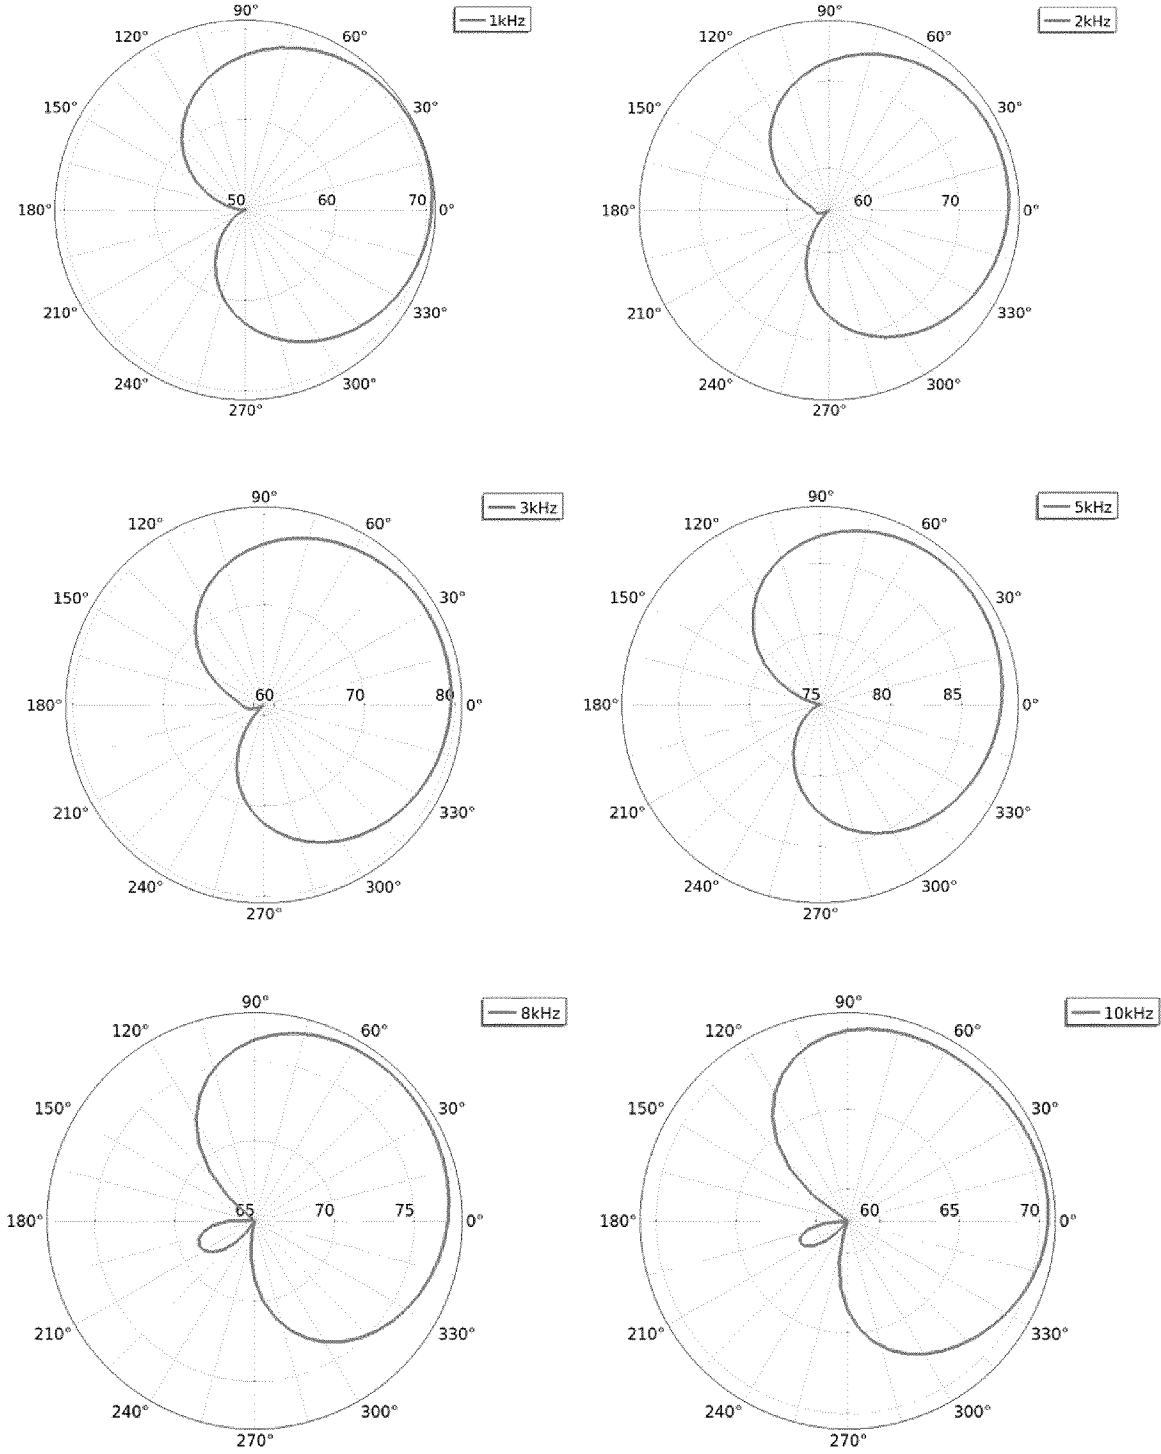 90° 1kHz 90° 2kHz
120° 60° 120° 60°
150° 30° 150° 30°
180° 50 60 70 0° 180° 60 70 0°
210° 330° 210° 330°
240° 300° 240° 300°
270° 270°
90° 3kHz 90° 5kHz
120° 60° 120° 60°
150° 30° 150° 30°
180° 60 70 80 0° 180° 75 80 85 0°
210° 330° 210° 330°
240° 300° 240° 300°
270° 270°
90° 8kHz 90° 10kHz
120° 60° 120° 60°
150° 30° 150° 30°
180° 65 70 75 0° 180° 60 65 70 0°
210° 330° 210° 330°
240° 300° 240° 300°
270° 270°